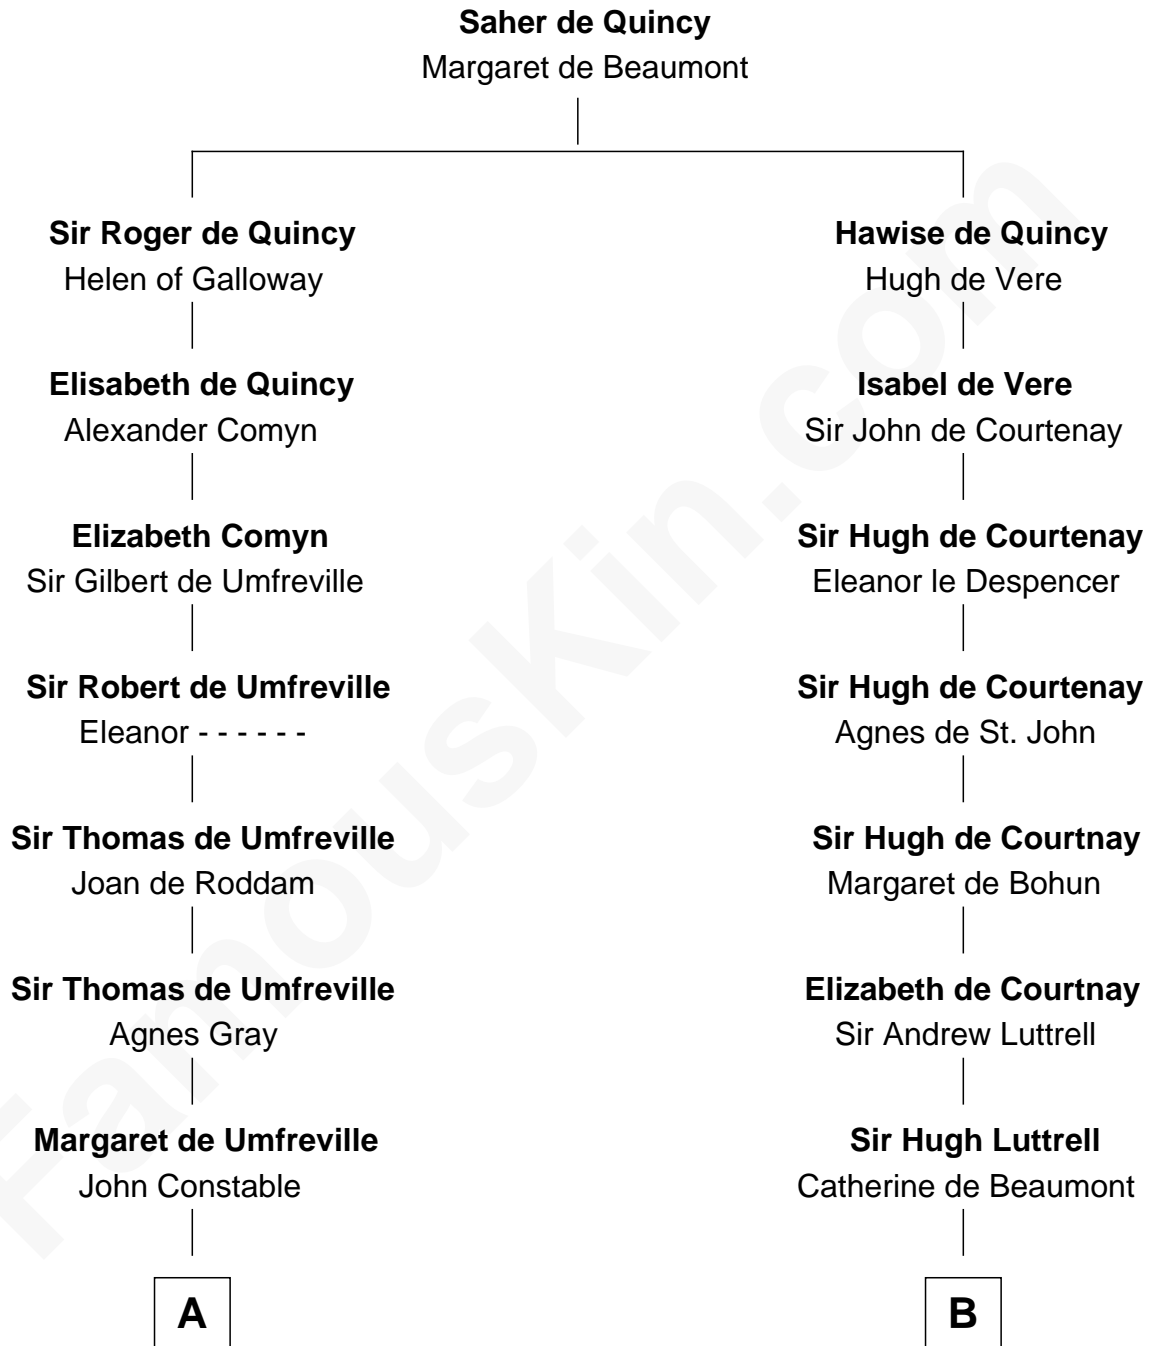 Saher de Quincy
Margaret de Beaumont
Sir Roger de Quincy
Helen of Galloway
Hawise de Quincy
Hugh de Vere
Elisabeth de Quincy
Alexander Comyn
Isabel de Vere
Sir John de Courtenay
Elizabeth Comyn
Sir Gilbert de Umfreville
Sir Hugh de Courtenay
Eleanor le Despencer
Sir Robert de Umfreville
Eleanor - - - - - -
Sir Hugh de Courtenay
Agnes de St. John
Sir Thomas de Umfreville
Joan de Roddam
Sir Hugh de Courtnay
Margaret de Bohun
Sir Thomas de Umfreville
Agnes Gray
Elizabeth de Courtnay
Sir Andrew Luttrell
Margaret de Umfreville
John Constable
Sir Hugh Luttrell
Catherine de Beaumont
A
B
FamousKin.com